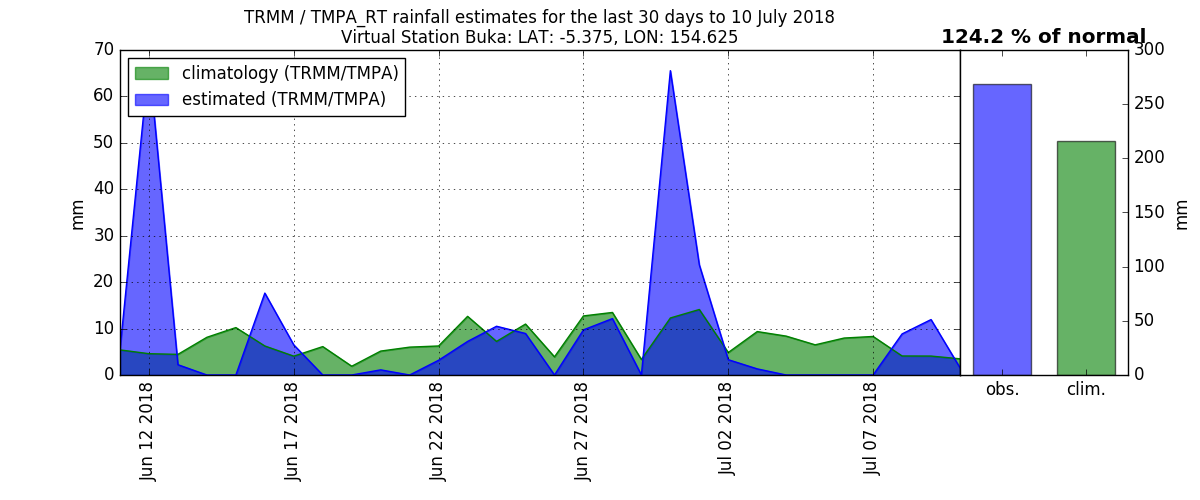 TRMM / TMPA_RT rainfall estimates for the last 30 days to 10 July 2018
Virtual Station Buka: LAT: -5.375, LON: 154.625
124.2 % of normal
climatology (TRMM/TMPA)
estimated (TRMM/TMPA)
70
60
50
40
30
20
10
0
mm
Jun 12 2018
Jun 17 2018
Jun 22 2018
Jun 27 2018
Jul 02 2018
Jul 07 2018
300
250
200
150
100
50
0
mm
obs.
clim.